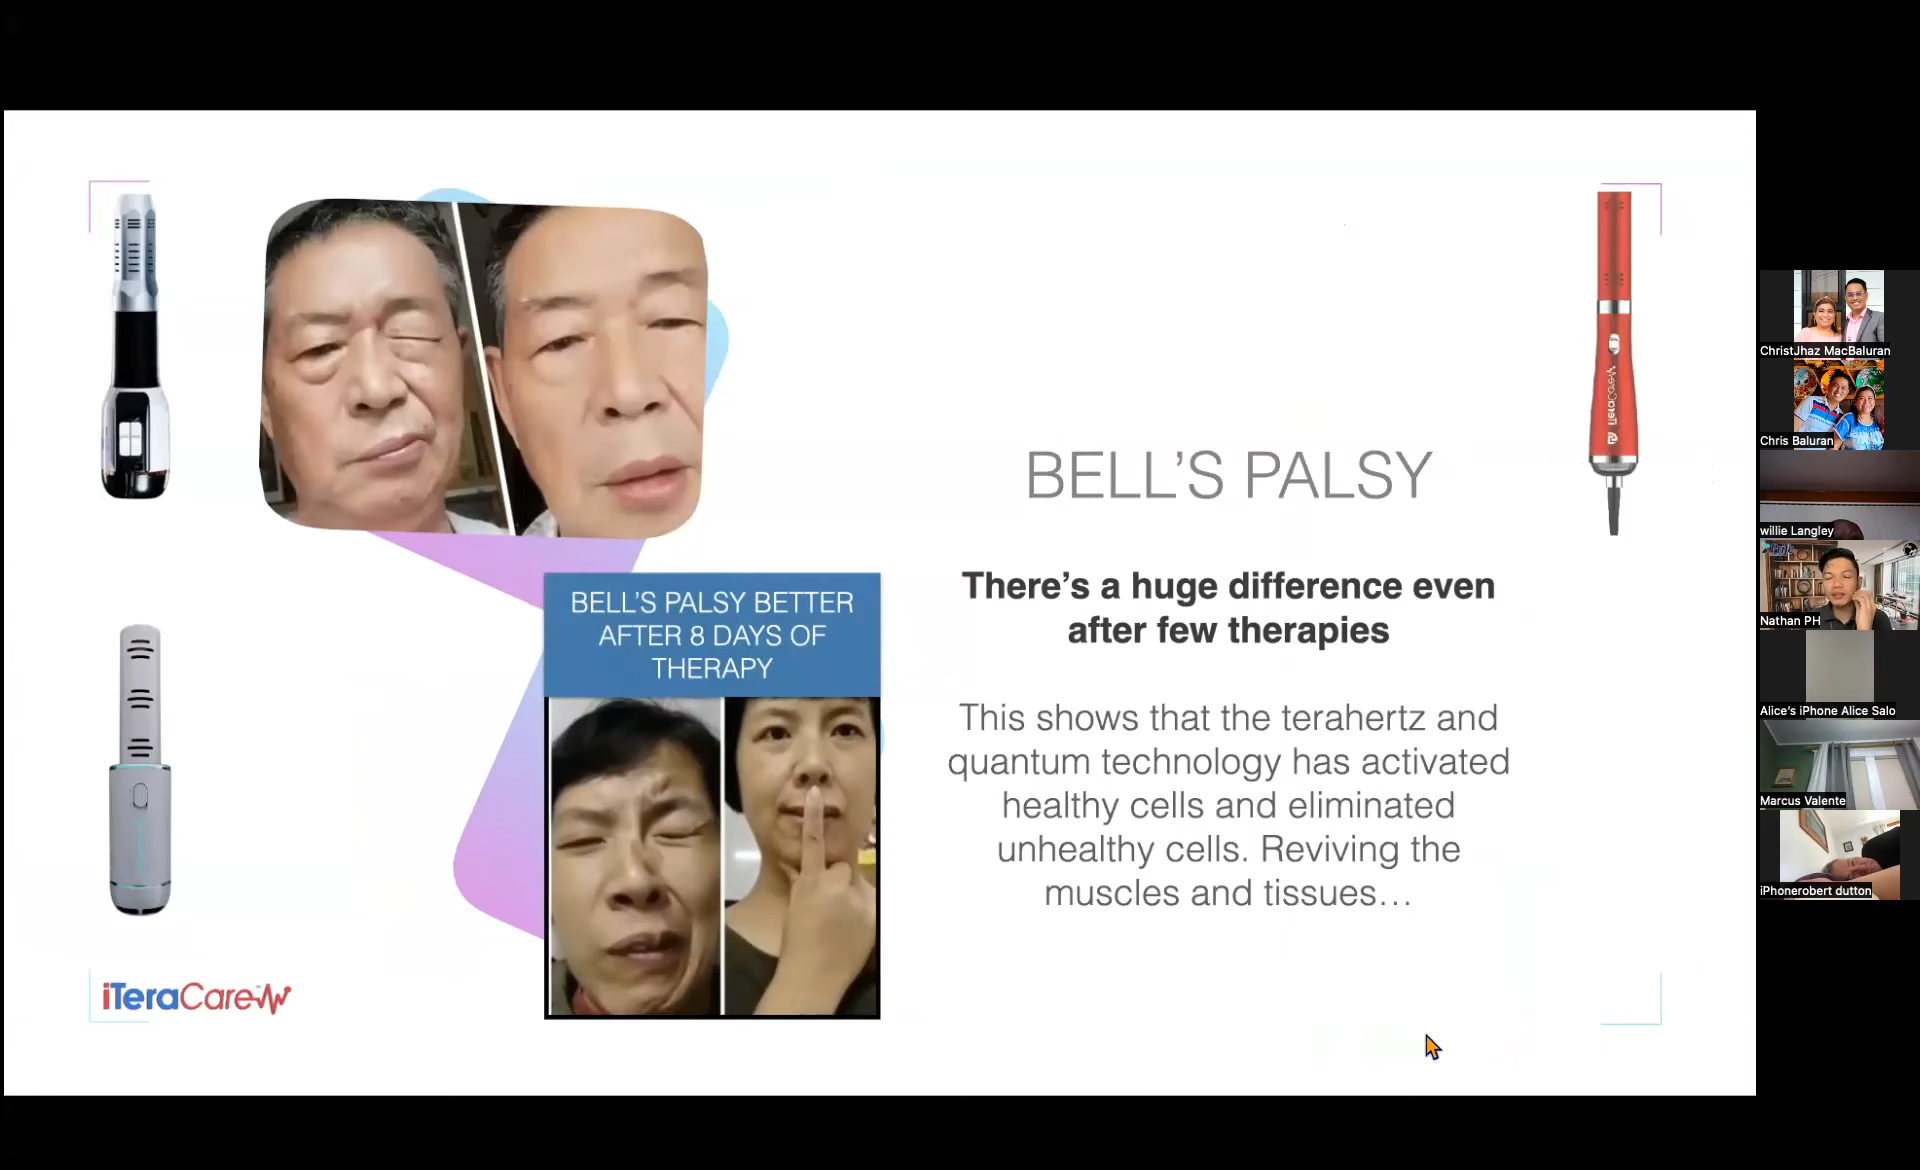 BELL'S PALSY
There's a huge difference even
after few therapies
This shows that the terahertz and
quantum technology has activated
healthy cells and eliminated
unhealthy cells. Reviving the
muscles and tissues...
BELL'S PALSY BETTER
AFTER 8 DAYS OF
THERAPY
iTeraCare
iTeraCare
ChristJhaz MacBaluran
Chris Baluran
willie Langley
Nathan PH
Alice's iPhone Alice Salo
Marcus Valente
iPhonerobert dutton